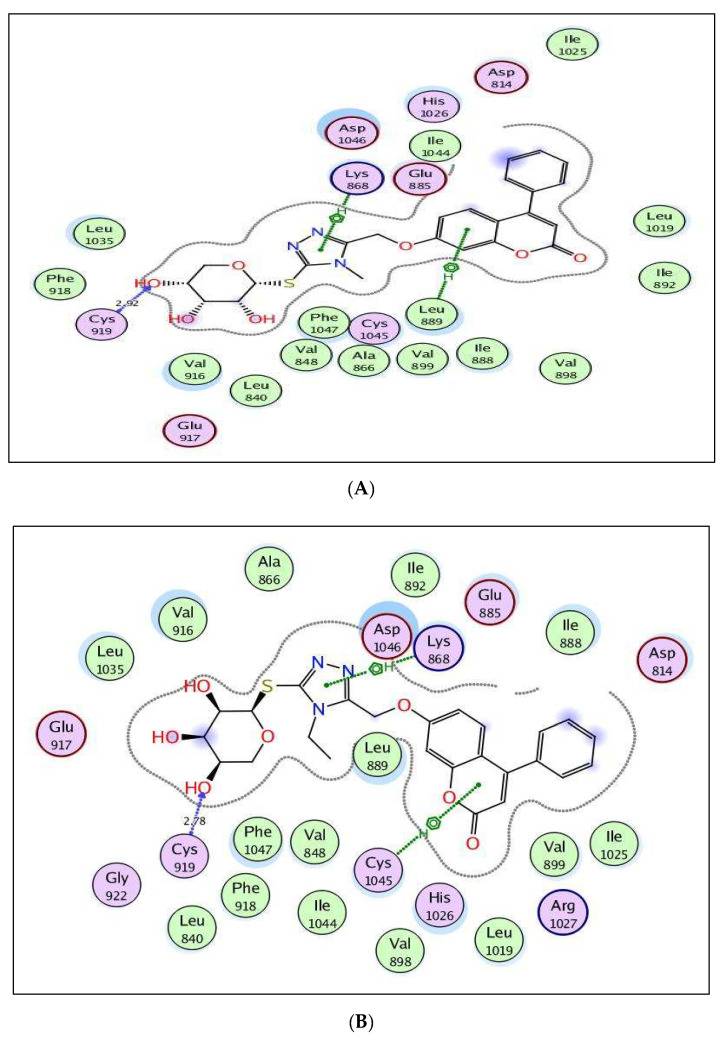 Ile
1025
Asp
814
His
1026
Asp
1046
Ile
1044
Lys
868
Glu
885
H
Leu
1035
Leu
1019
N
N
N
O
O
O
Phe
918
HO
O
S
Ile
892
H
2.92
Cys
919
HO
OH
Leu
889
Phe
1047
Cys
1045
Val
848
Ala
866
Val
899
Ile
888
Val
898
Val
916
Leu
840
Glu
917
(A)
Ala
866
Ile
892
Glu
885
Val
916
Asp
1046
Lys
868
Ile
888
Leu
1035
Asp
814
H
N
N
S
HO
N
O
Glu
917
HO
O
Leu
889
HO
O
O
2.78
H
Cys
919
Phe
1047
Val
848
Cys
1045
Val
899
Ile
1025
Gly
922
Phe
918
Ile
1044
His
1026
Arg
1027
Leu
840
Val
898
Leu
1019
(B)